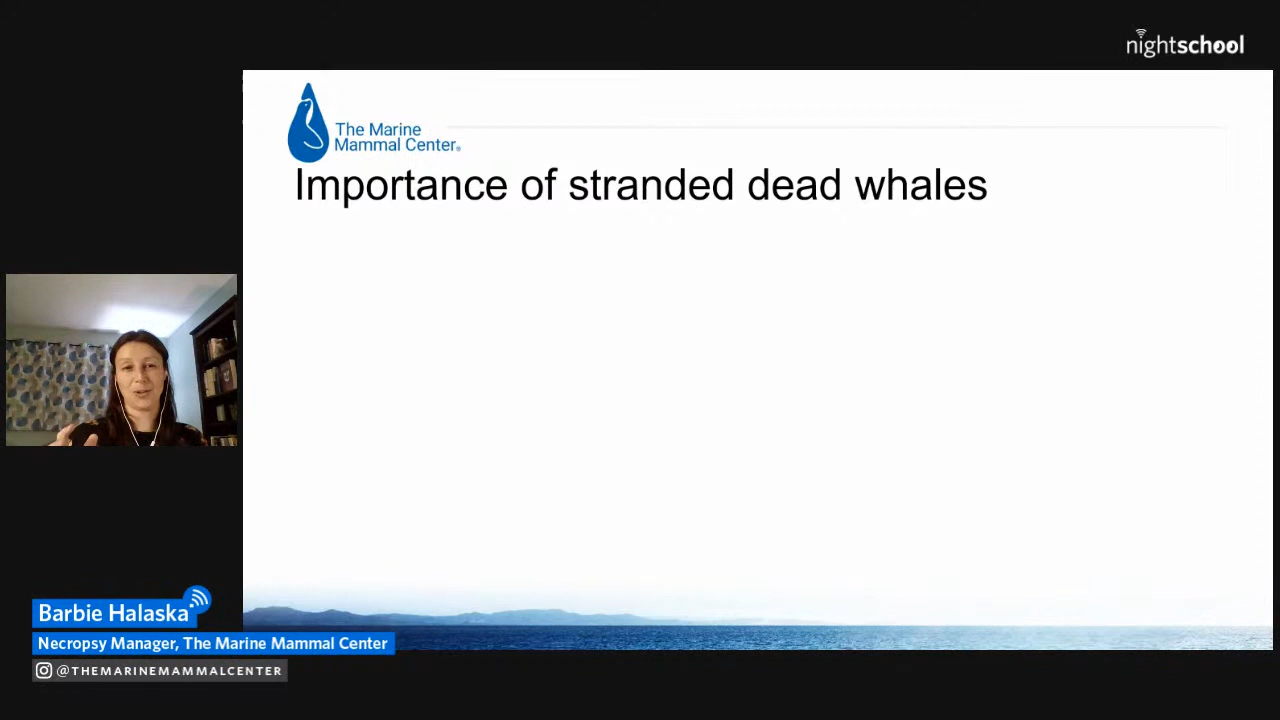 nightschool
The Marine
Mammal Center®
Importance of stranded dead whales
Barbie Halaska
Necropsy Manager, The Marine Mammal Center
@THEMARINEMAMMALCENTER